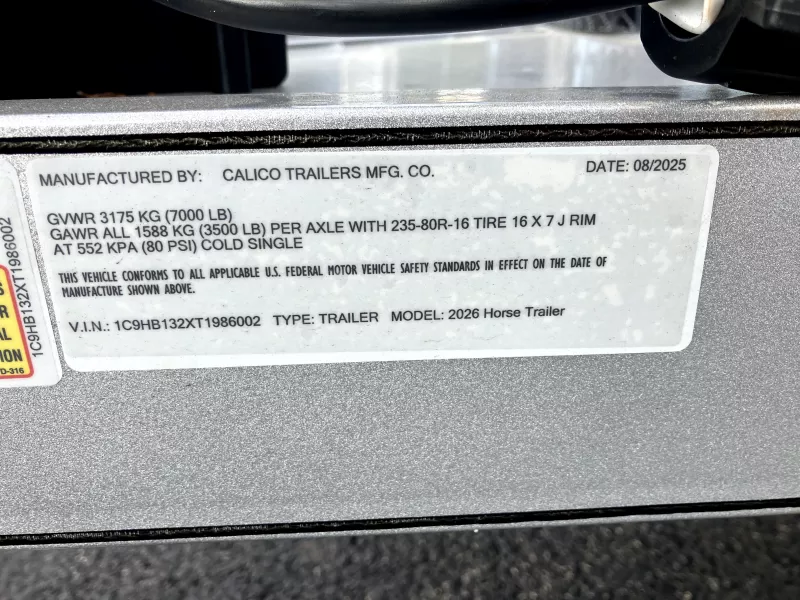 MANUFACTURED BY: CALICO TRAILERS MFG. CO. DATE: 08/2025
GVWR 3175 KG (7000 LB)
GAWR ALL 1588 KG (3500 LB) PER AXLE WITH 235-80R-16 TIRE 16 X 7 J RIM
AT 552 KPA (80 PSI) COLD SINGLE
THIS VEHICLE CONFORMS TO ALL APPLICABLE U.S. FEDERAL MOTOR VEHICLE SAFETY STANDARDS IN EFFECT ON THE DATE OF
MANUFACTURE SHOWN ABOVE.
V.I.N.: 1C9HB132XT1986002 TYPE: TRAILER MODEL: 2026 Horse Trailer
1C9HB132XT1986002